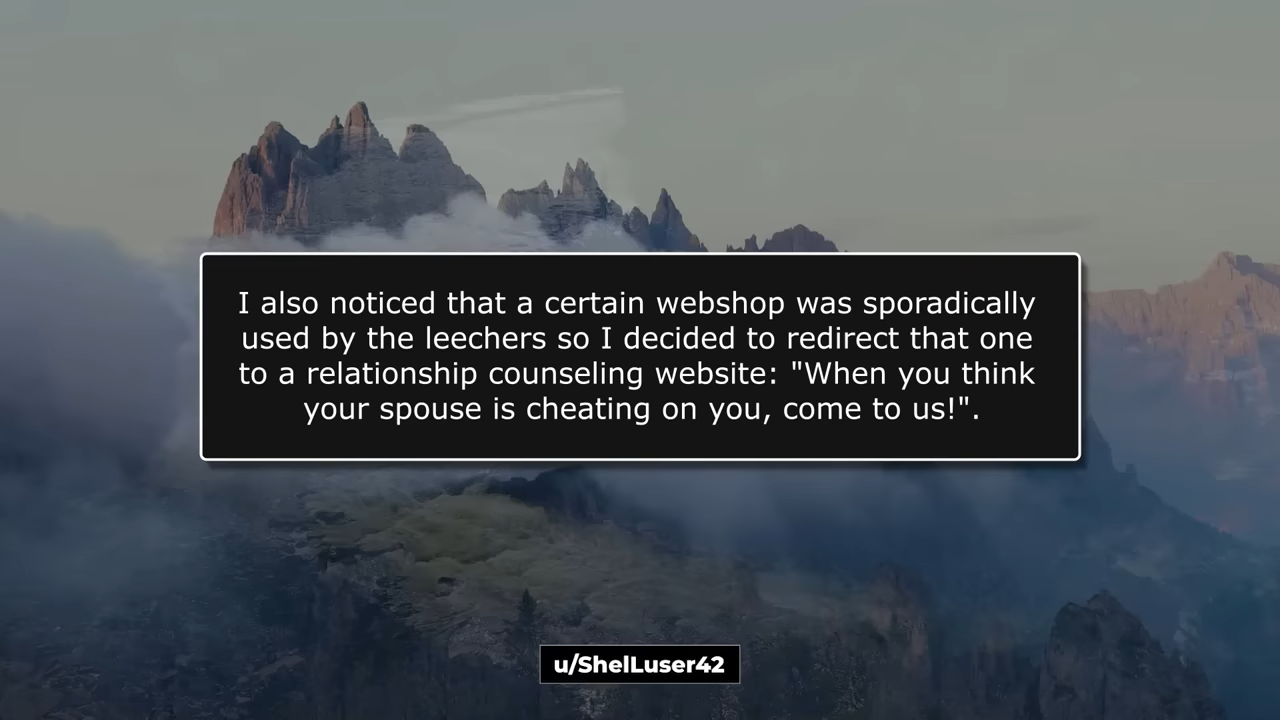 I also noticed that a certain webshop was sporadically
used by the leechers so I decided to redirect that one
to a relationship counseling website: "When you think
your spouse is cheating on you, come to us!".
u/ShelLuser42